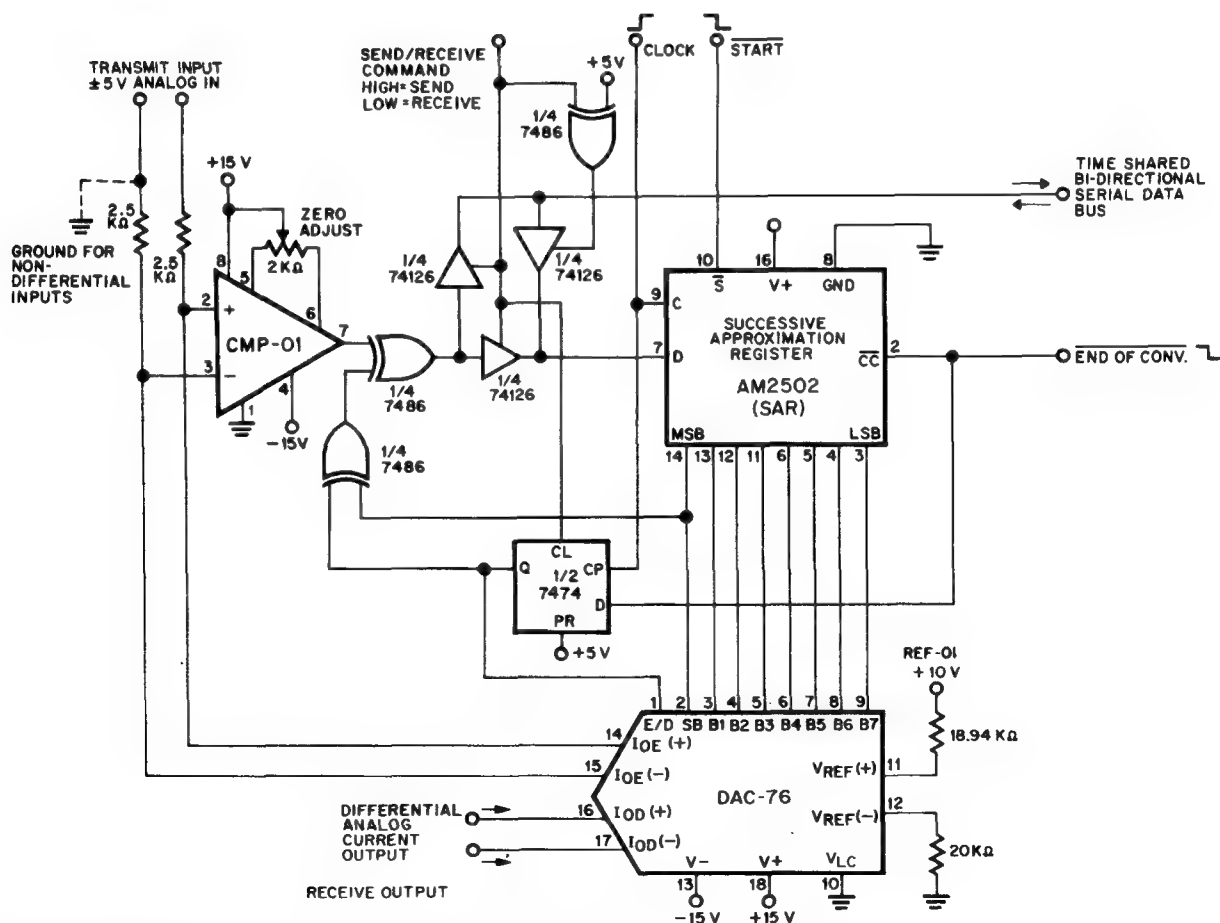 TRANSMIT INPUT
±5 V ANALOG IN
SEND/RECEIVE
COMMAND
HIGH = SEND
LOW = RECEIVE
CLOCK
START
+5V
1/4
7486
TIME SHARED
BI-DIRECTIONAL
SERIAL DATA
BUS
+15 V
2.5
KΩ
2.5
KΩ
ZERO
ADJUST
2KΩ
GROUND FOR
NON-
DIFFERENTIAL
INPUTS
8
5
6
2
+
CMP-01
7
3
-
4
1
-15V
1/4
7486
1/4
74126
1/4
74126
1/4
74126
1/4
7486
10
16
8
S
V+
GND
9
C
SUCCESSIVE
APPROXIMATION
REGISTER
7
D
CC
2
AM2502
(SAR)
END OF CONV.
MSB
LSB
14
13
12
11
6
5
4
3
CL
Q
CP
1/2
7474
D
PR
+5 V
REF-01
+10 V
18.94 KΩ
1
2
3
4
5
6
7
8
9
E/D
SB
B1
B2
B3
B4
B5
B6
B7
14
IOE (+)
15
IOE (-)
16
IOD (+)
17
IOD (-)
DAC-76
VREF(+)
11
VREF(-)
12
20KΩ
DIFFERENTIAL
ANALOG
CURRENT
OUTPUT
RECEIVE OUTPUT
V-
V+
VLC
13
18
10
-15 V
+15 V